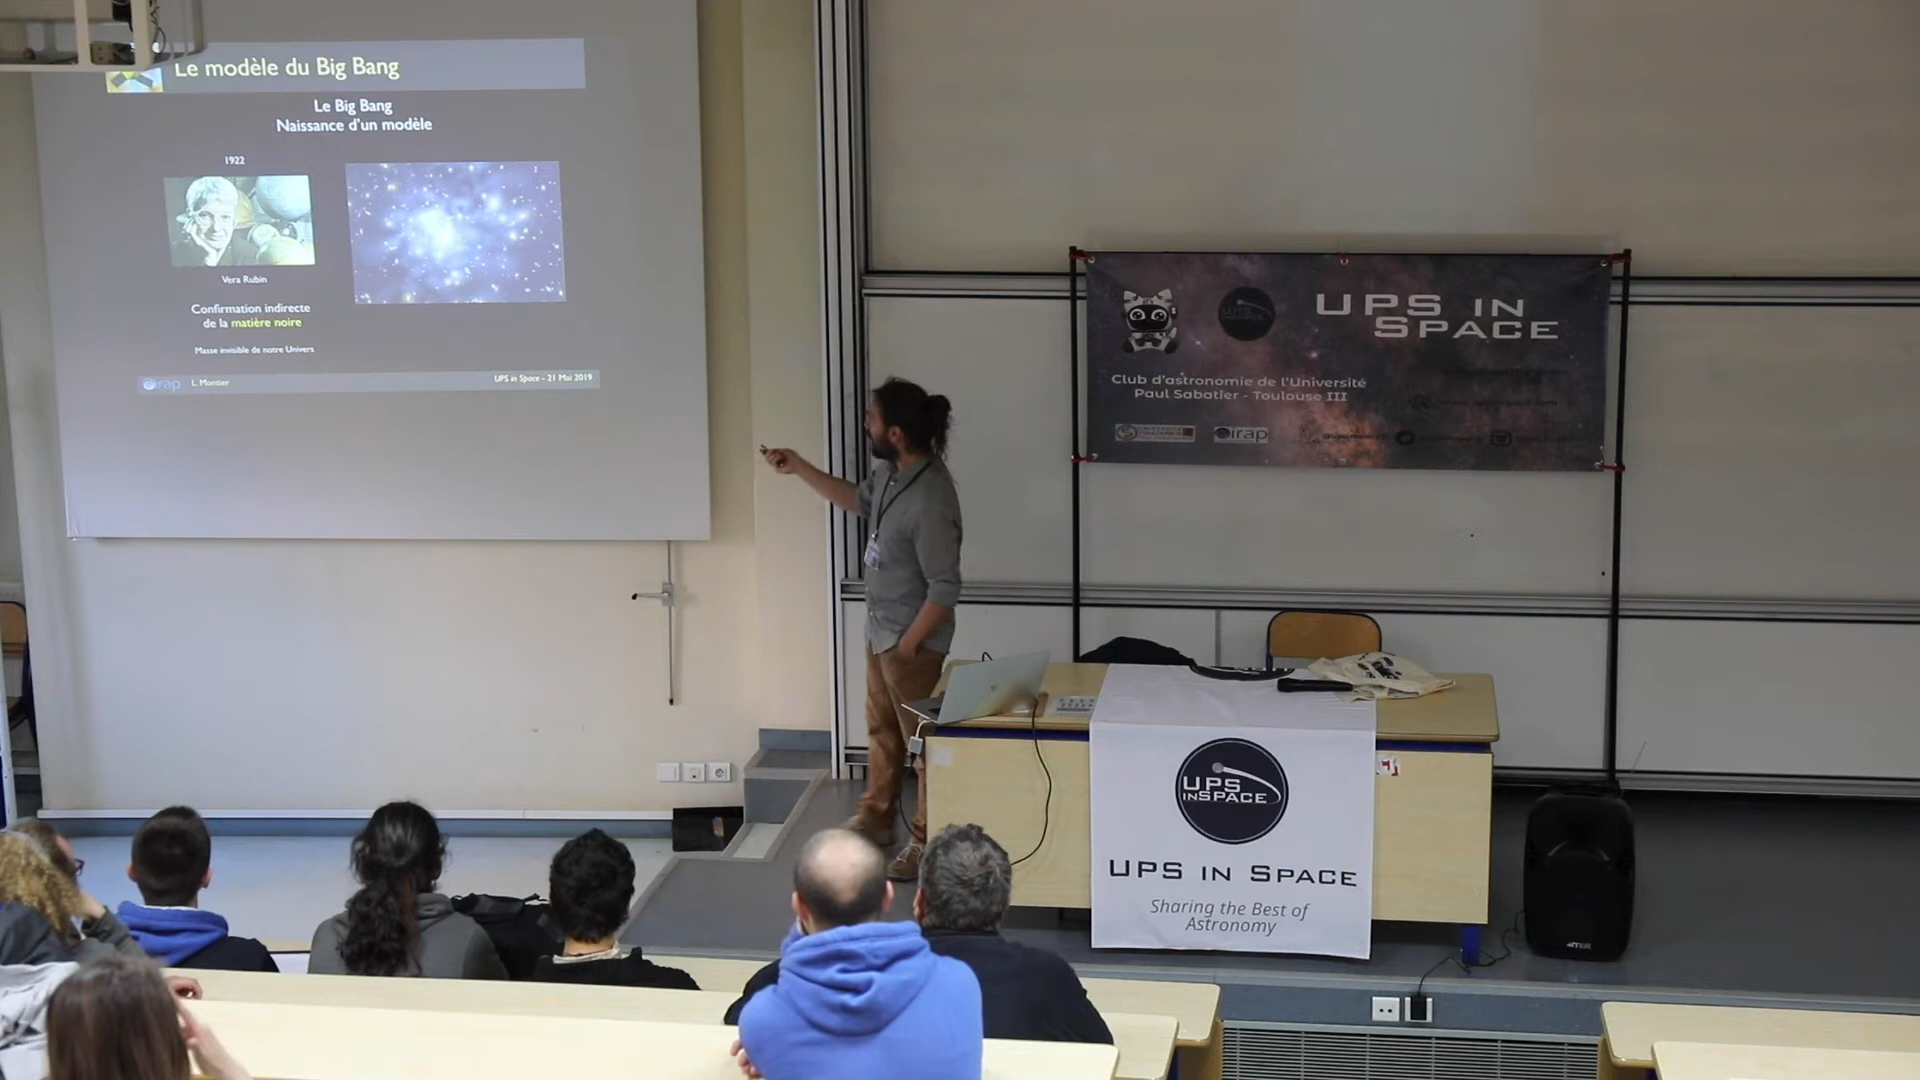 Le modèle du Big Bang
Le Big Bang
Naissance d'un modèle
1922
Vera Rubin
Confirmation indirecte
de la matière noire
Masse invisible de notre Univers
irap
L. Montier
UPS in Space - 21 Mai 2019
UPS IN
SPACE
Club d'astronomie de l'Université
Paul Sabatier - Toulouse III
irap
UPS
INSPACE
UPS IN SPACE
Sharing the Best of
Astronomy